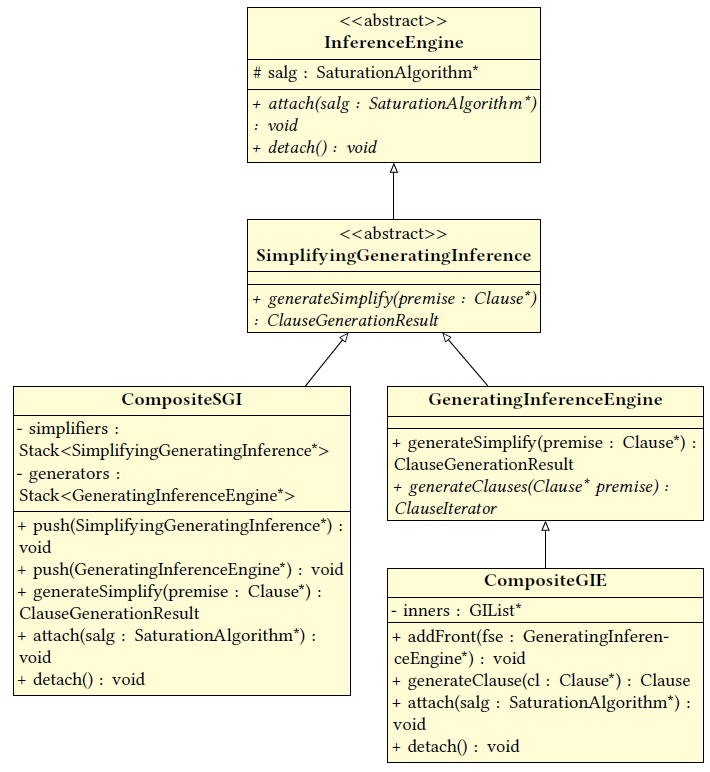 <<abstract>>
InferenceEngine
# salg : SaturationAlgorithm*
+ attach(salg : SaturationAlgorithm*)
: void
+ detach() : void
<<abstract>>
SimplifyingGeneratingInference
+ generateSimplify(premise : Clause*)
: ClauseGenerationResult
CompositeSGI
- simplifiers :
Stack<SimplifyingGeneratingInference*>
- generators :
Stack<GeneratingInferenceEngine*>
+ push(SimplifyingGeneratingInference*) :
void
+ push(GeneratingInferenceEngine*) : void
+ generateSimplify(premise : Clause*) :
ClauseGenerationResult
+ attach(salg : SaturationAlgorithm*) :
void
+ detach() : void
GeneratingInferenceEngine
+ generateSimplify(premise : Clause*) :
ClauseGenerationResult
+ generateClauses(Clause* premise) :
ClauseIterator
CompositeGIE
- inners : GIList*
+ addFront(fse : GeneratingInferen-
ceEngine*) : void
+ generateClause(cl : Clause*) : Clause
+ attach(salg : SaturationAlgorithm*) :
void
+ detach() : void